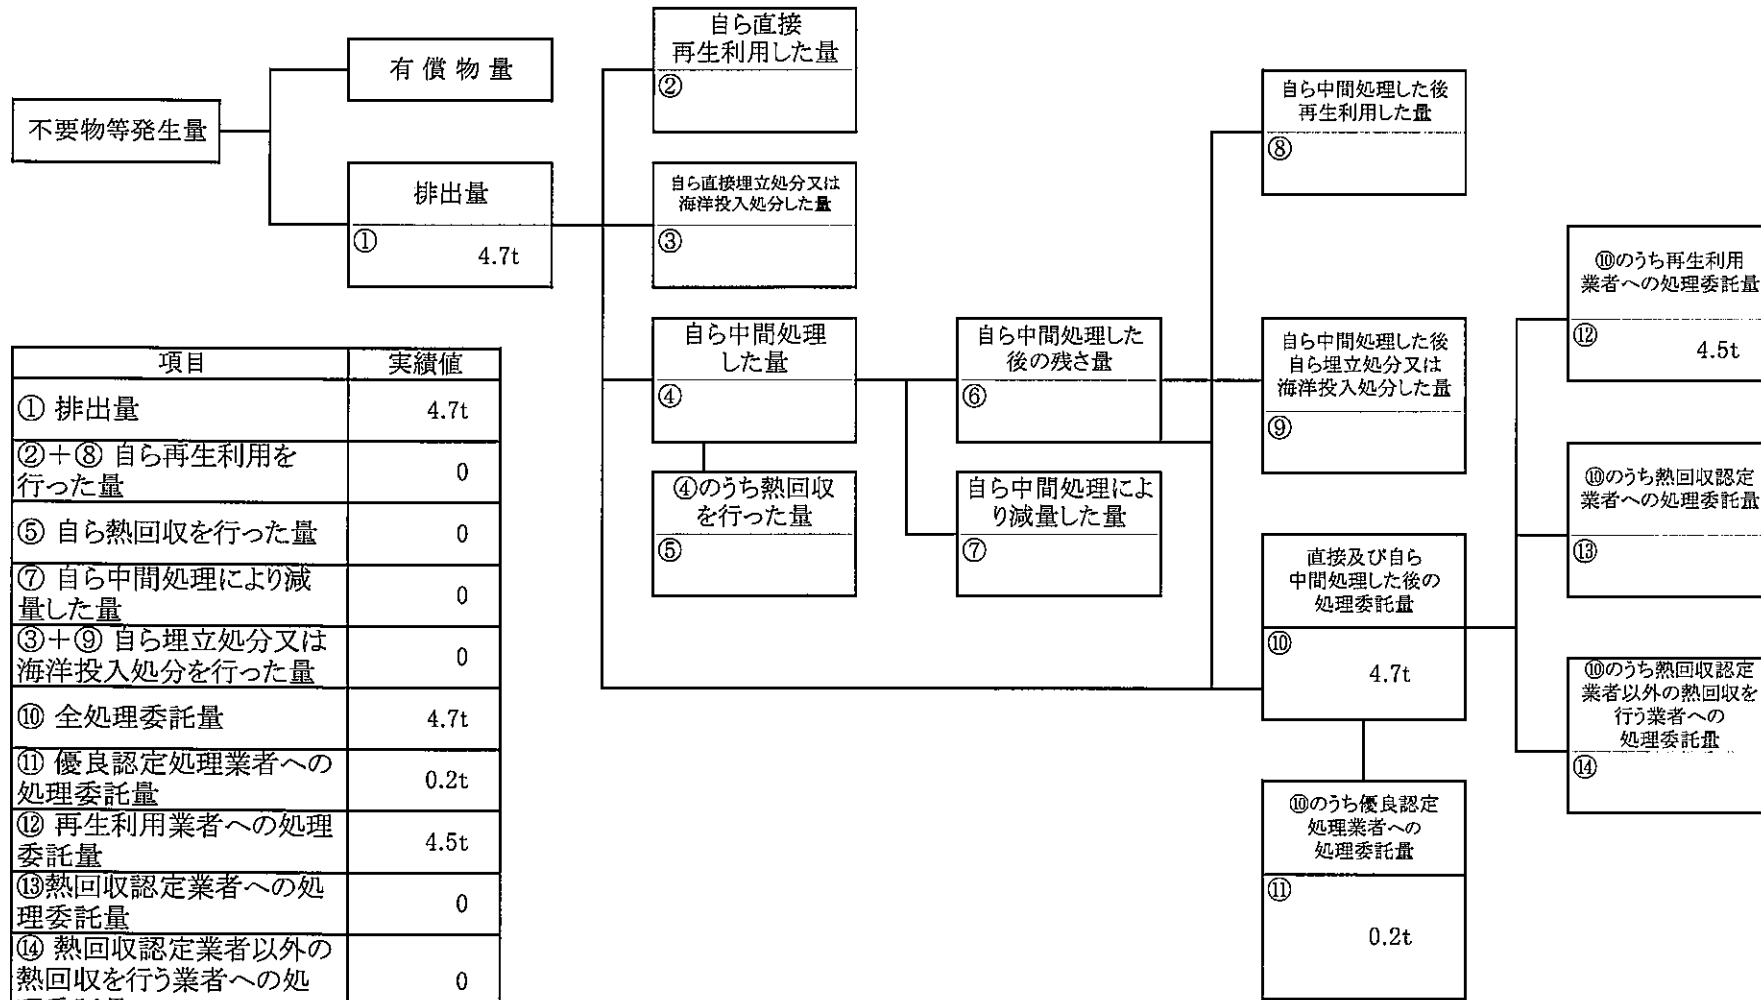 不要物等発生量
有償物量
排出量
①
4.7t
自ら直接
再生利用した量
②
自ら直接埋立処分又は
海洋投入処分した量
③
自ら中間処理
した量
④
④のうち熱回収
を行った量
⑤
自ら中間処理した
後の残さ量
⑥
自ら中間処理によ
り減量した量
⑦
自ら中間処理した後
再生利用した量
⑧
自ら中間処理した後
自ら埋立処分又は
海洋投入処分した量
⑨
直接及び自ら
中間処理した後の
処理委託量
⑩
4.7t
⑩のうち優良認定
処理業者への
処理委託量
⑪
0.2t
⑩のうち再生利用
業者への処理委託量
⑫
4.5t
⑩のうち熱回収認定
業者への処理委託量
⑬
⑩のうち熱回収認定
業者以外の熱回収を
行う業者への
処理委託量
⑭
項目 実績値
① 排出量 4.7t
②+⑧ 自ら再生利用を
行った量 0
⑤ 自ら熱回収を行った量 0
⑦ 自ら中間処理により減
量した量 0
③+⑨ 自ら埋立処分又は
海洋投入処分を行った量 0
⑩ 全処理委託量 4.7t
⑪ 優良認定処理業者への
処理委託量 0.2t
⑫ 再生利用業者への処理
委託量 4.5t
⑬熱回収認定業者への処
理委託量 0
⑭ 熱回収認定業者以外の
熱回収を行う業者への処 0